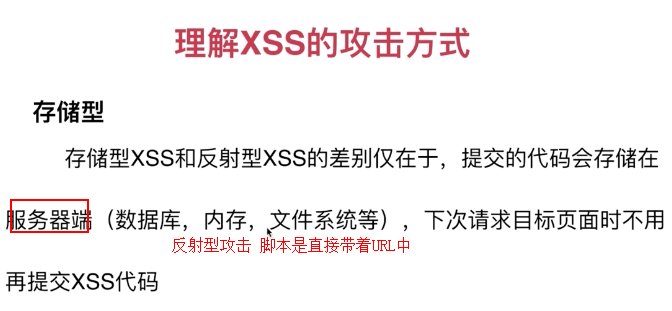 理解XSS的攻击方式
存储型
存储型XSS和反射型XSS的差别仅在于，提交的代码会存储在
服务器端（数据库，内存，文件系统等），下次请求目标页面时不用
反射型攻击 脚本是直接带着URL中
再提交XSS代码